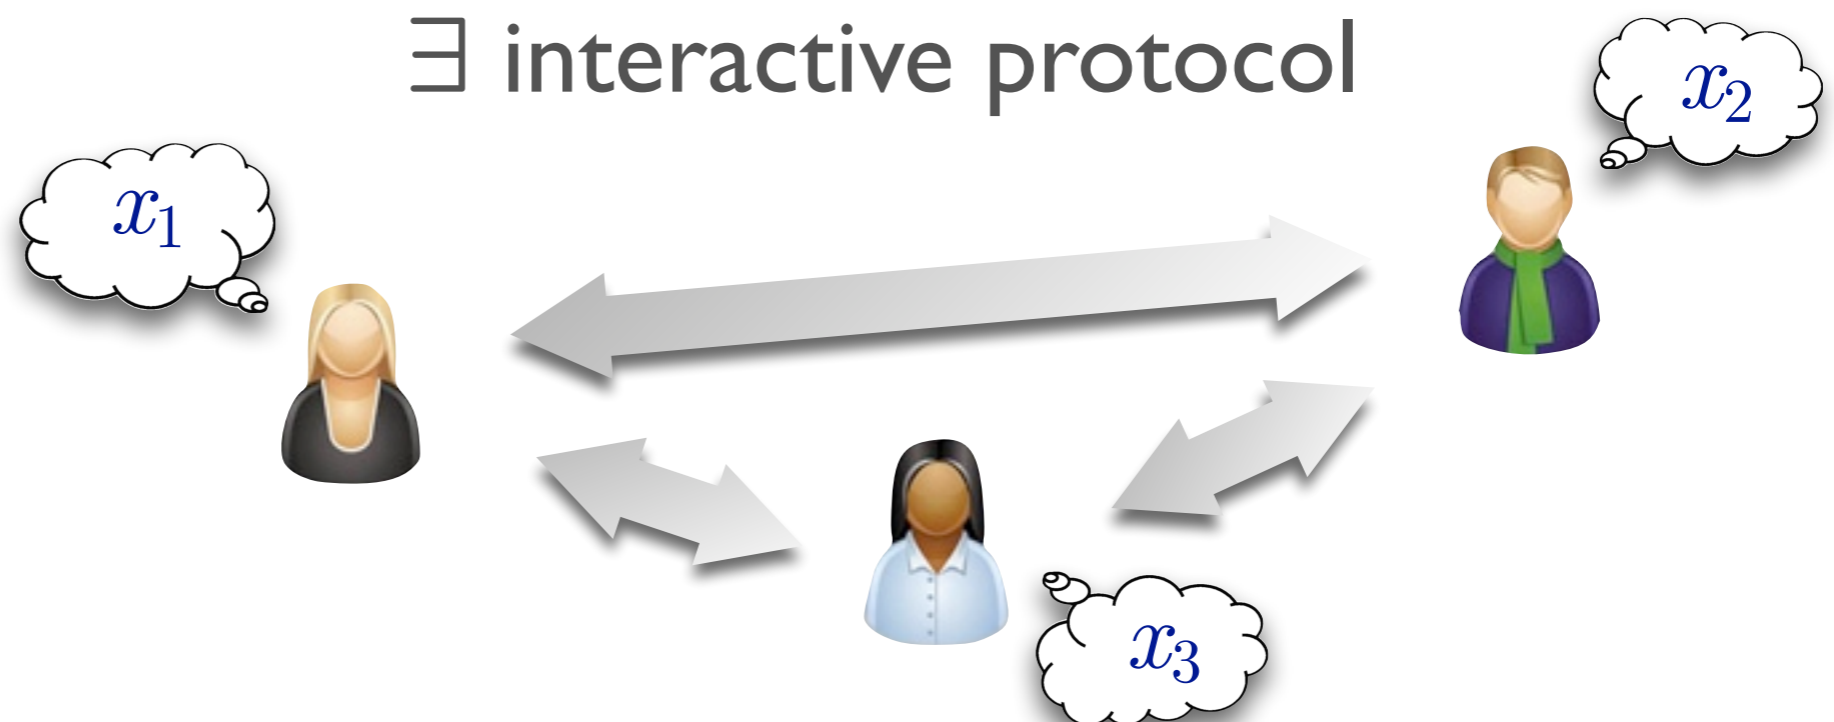 ∃ interactive protocol
x₂
x₁
x₃